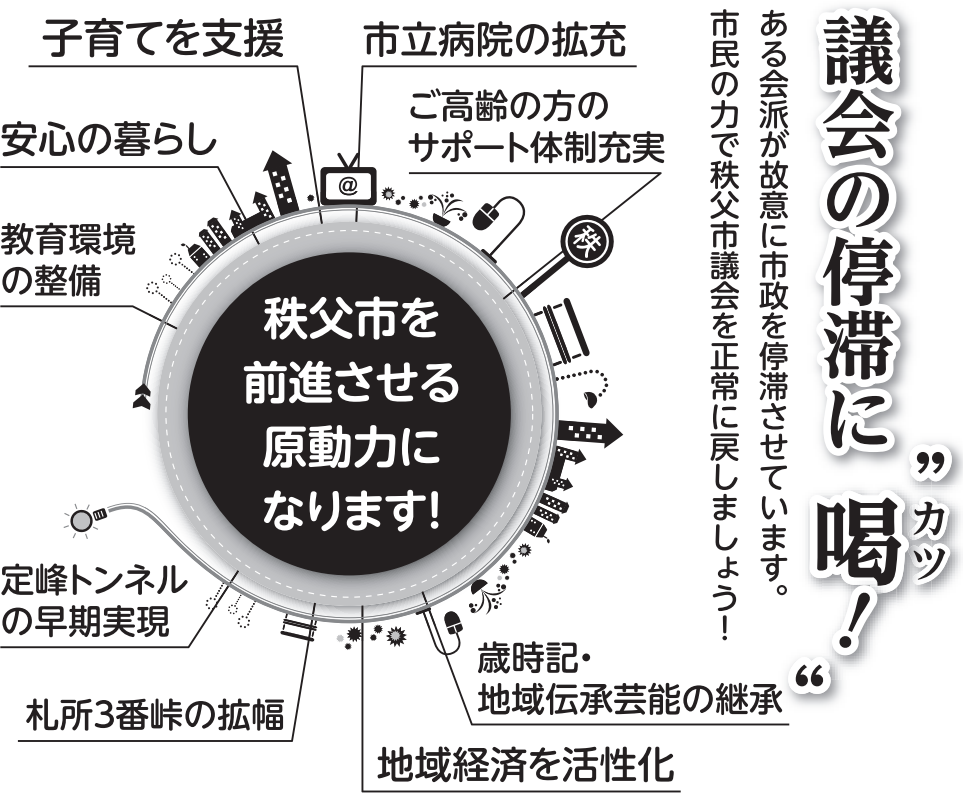 議会の停滞に
”喝！“
カツ
ある会派が故意に市政を停滞させています。
市民の力で秩父市議会を正常に戻しましょう！
子育てを支援
市立病院の拡充
ご高齢の方の
サポート体制充実
安心の暮らし
教育環境
の整備
@
秩
秩父市を
前進させる
原動力に
なります!
定峰トンネル
の早期実現
札所3番峠の拡幅
歳時記・
地域伝承芸能の継承
地域経済を活性化